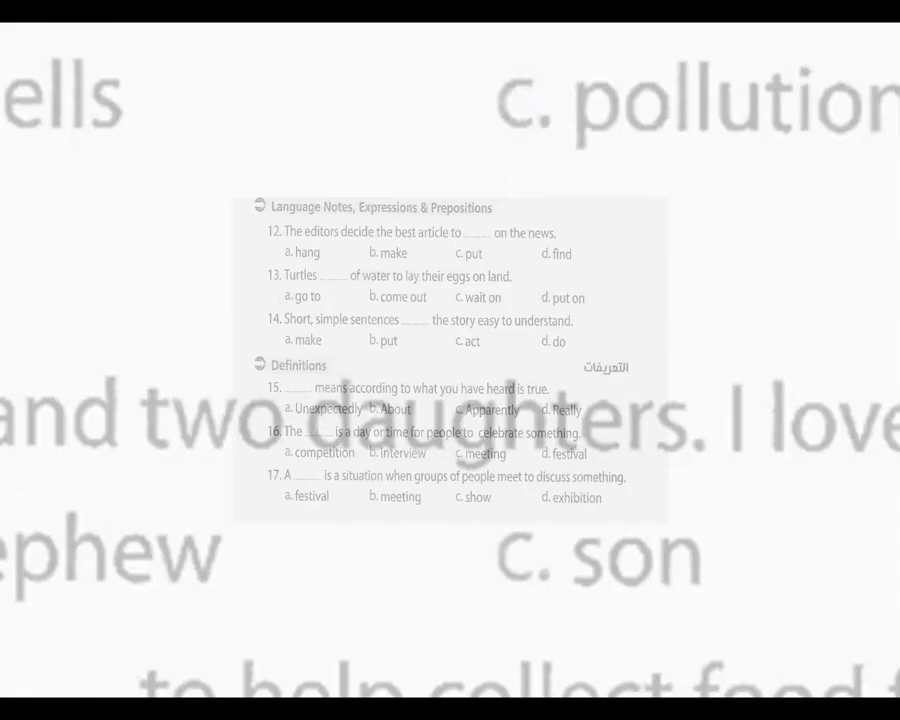 ells
c. pollution
Language Notes, Expressions & Prepositions
12. The editors decide the best article to .......... on the news.
a. hang b. make c. put d. find
13. Turtles .......... of water to lay their eggs on land.
a. go to b. come out c. wait on d. put on
14. Short, simple sentences .......... the story easy to understand.
a. make b. put c. act d. do
Definitions التعريفات
15. .......... means according to what you have heard is true.
a. Unexpectedly b. About c. Apparently d. Really
and two daughters. I love
16. The .......... is a day or time for people to celebrate something.
a. competition b. interview c. meeting d. festival
17. A .......... is a situation when groups of people meet to discuss something.
a. festival b. meeting c. show d. exhibition
ephew
c. son
to help collect food f